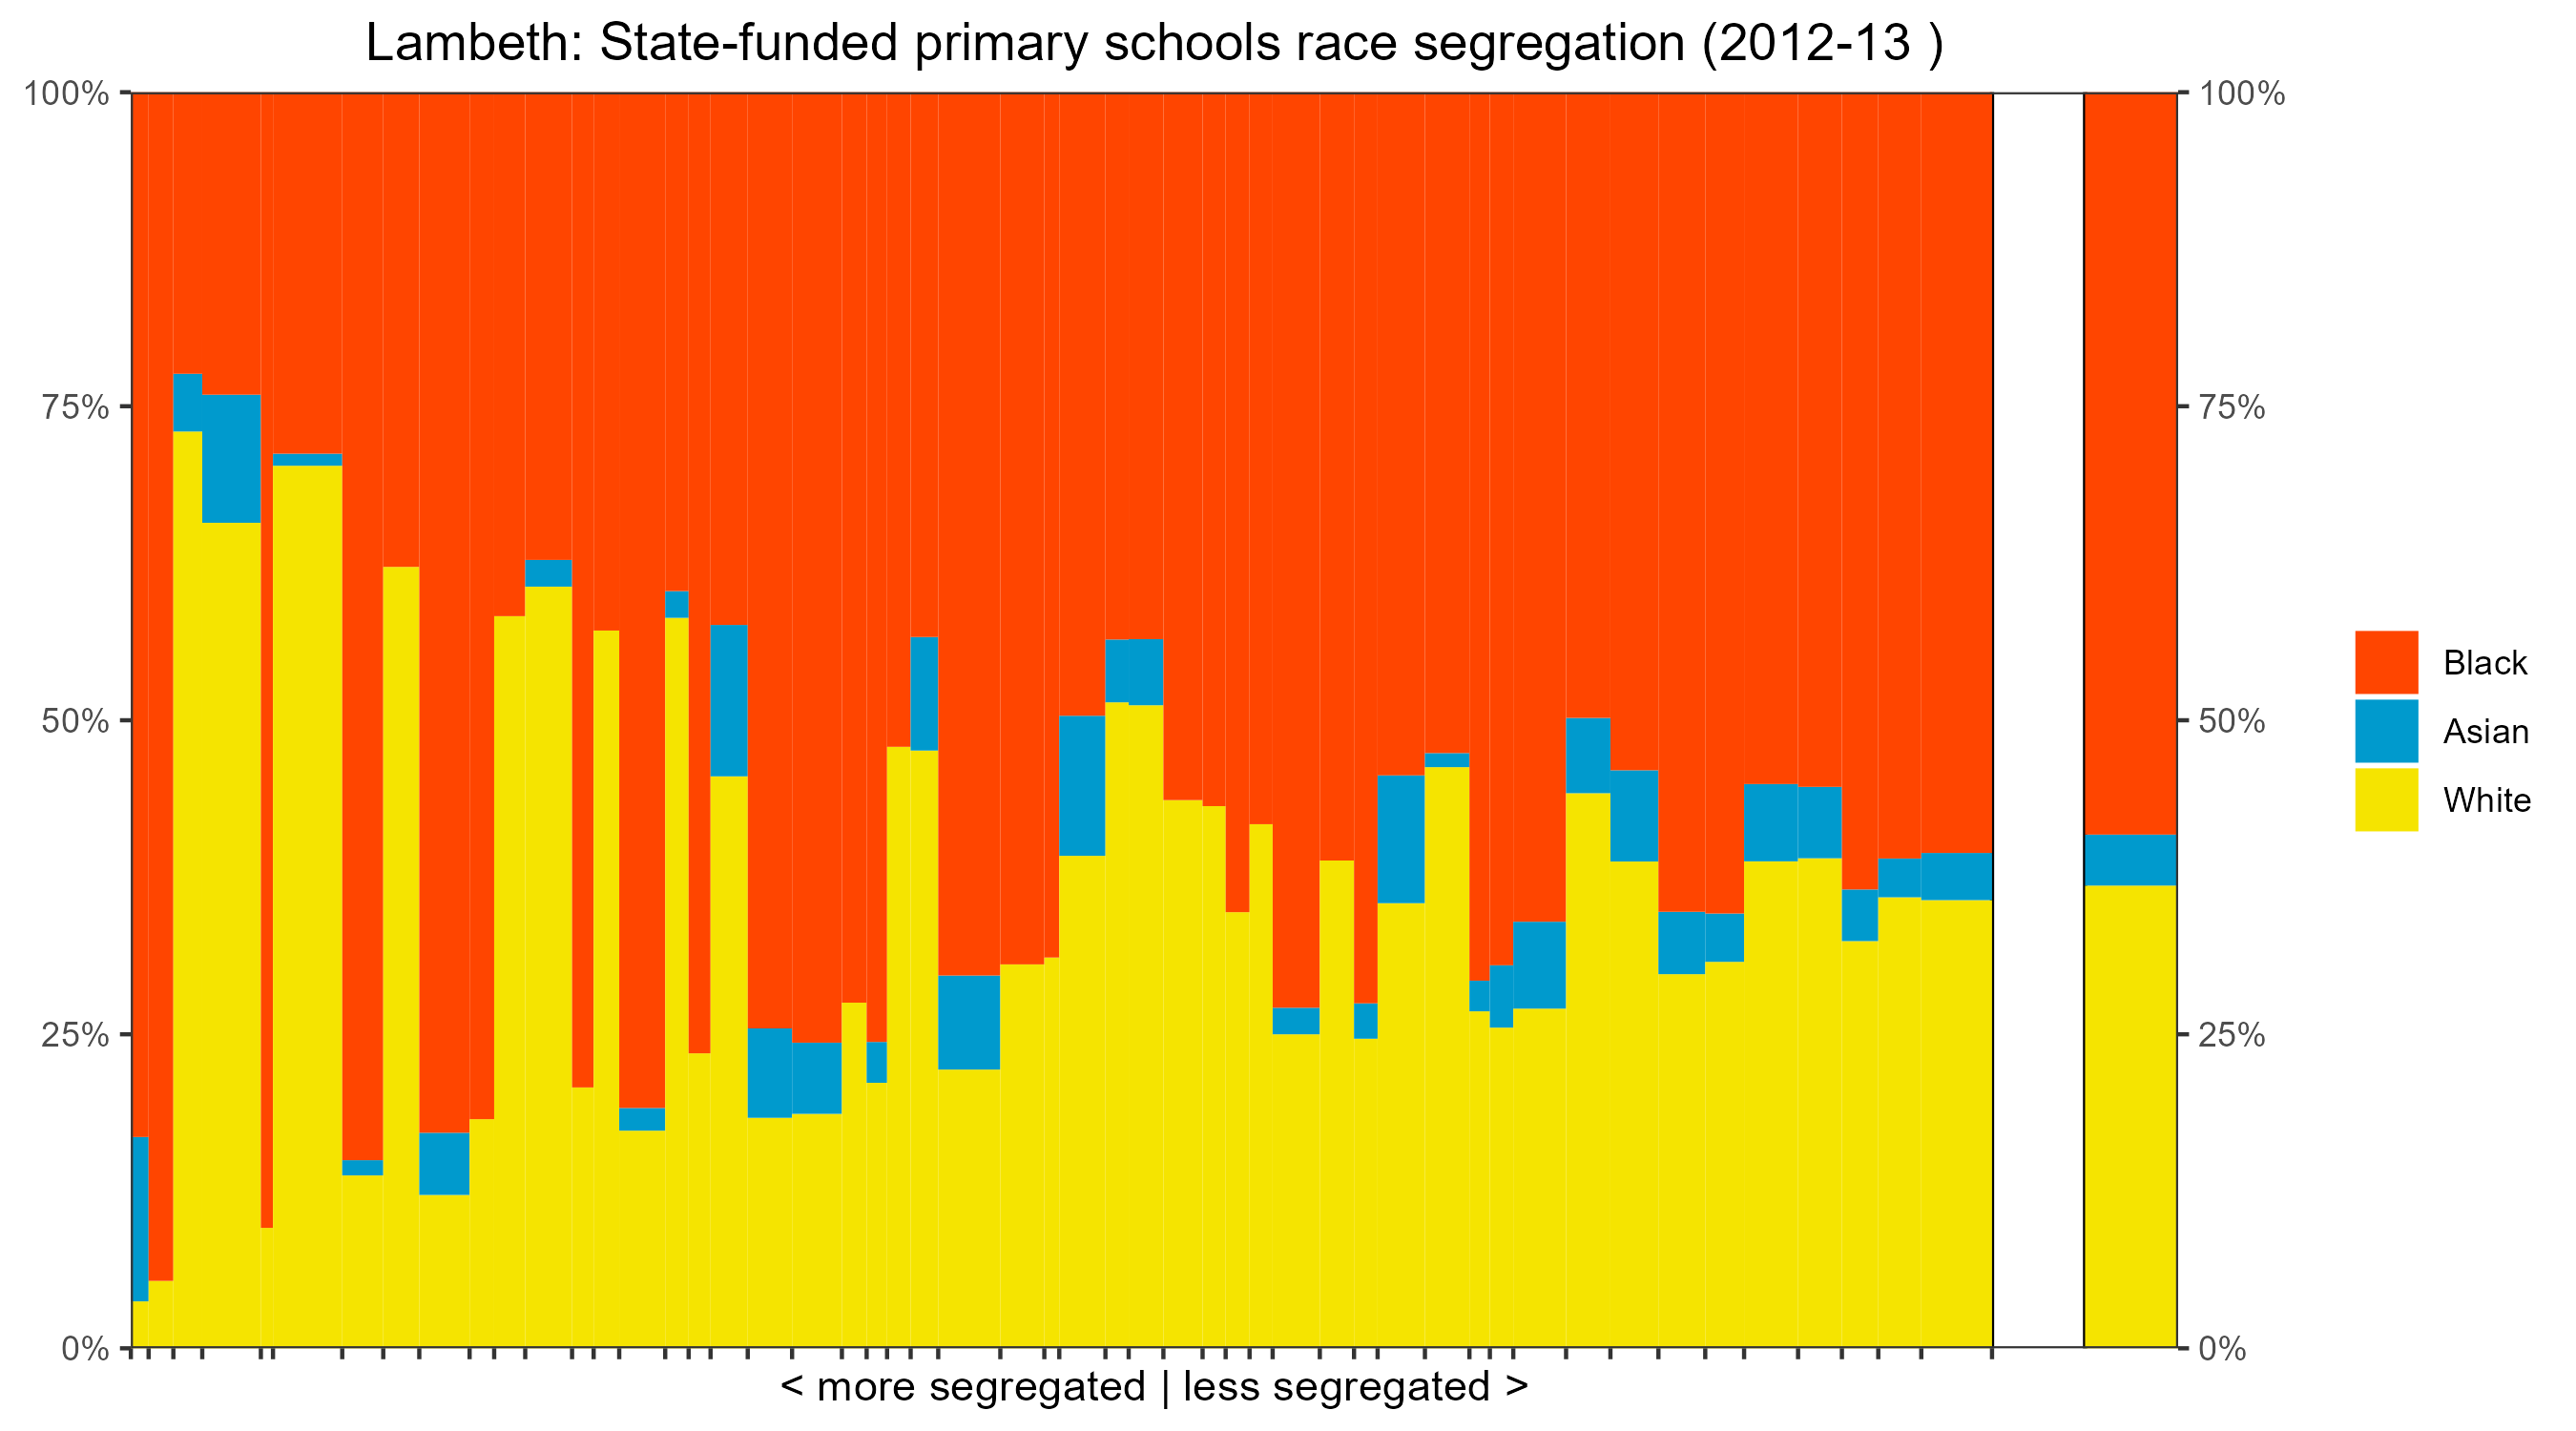 Lambeth: State-funded primary schools race segregation (2012-13 )
100%
75%
50%
25%
0%
100%
75%
50%
25%
0%
Black
Asian
White
< more segregated | less segregated >